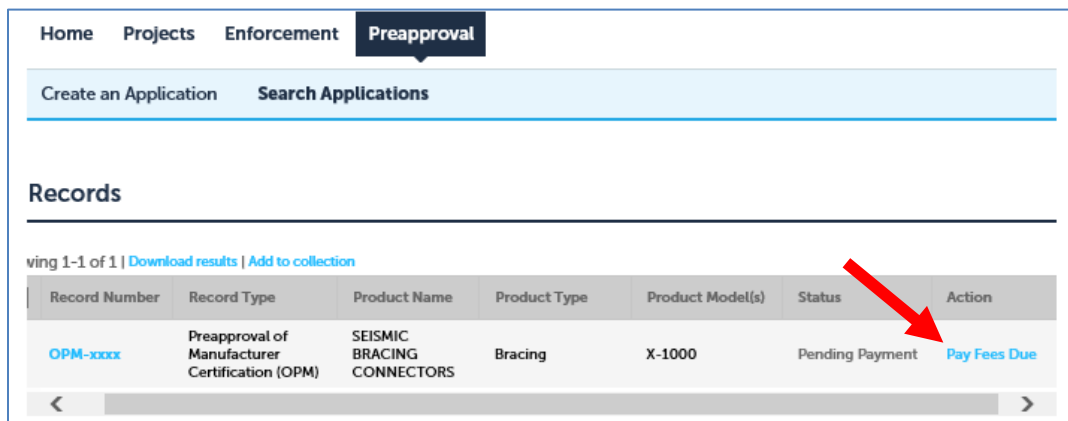 Home Projects Enforcement Preapproval
Create an Application Search Applications
Records
wing 1-1 of 1 | Download results | Add to collection
Record Number Record Type Product Name Product Type Product Model(s) Status Action
OPM-xxxx Preapproval of Manufacturer Certification (OPM) SEISMIC BRACING CONNECTORS Bracing X-1000 Pending Payment Pay Fees Due